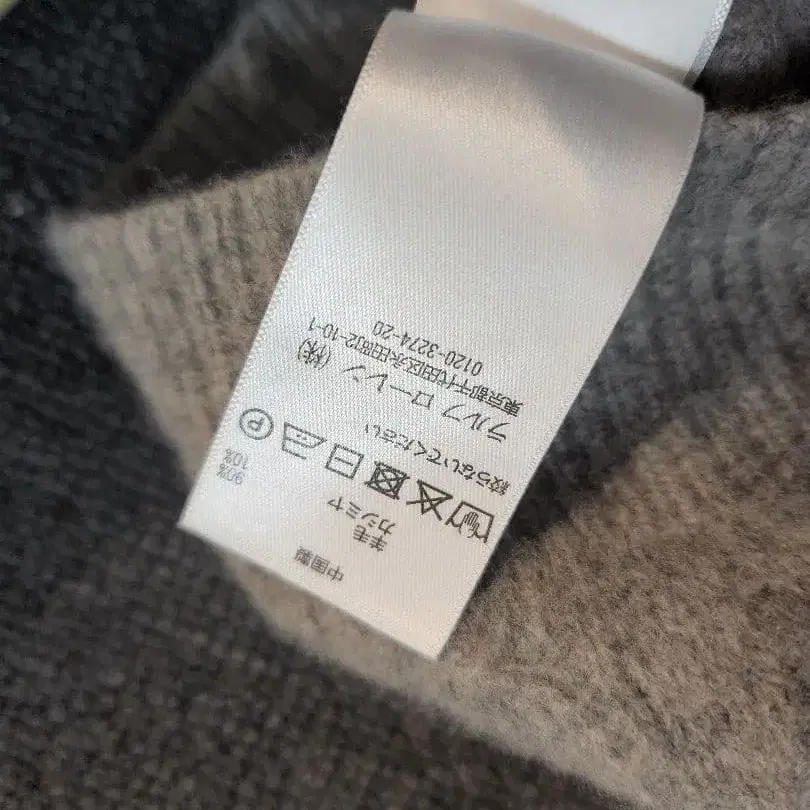 中国製
羊毛 90%
カシミヤ 10%
P
絞らないでください
ラルフ ローレン (株)
東京都千代田区永田町2-10-1
0120-3274-20